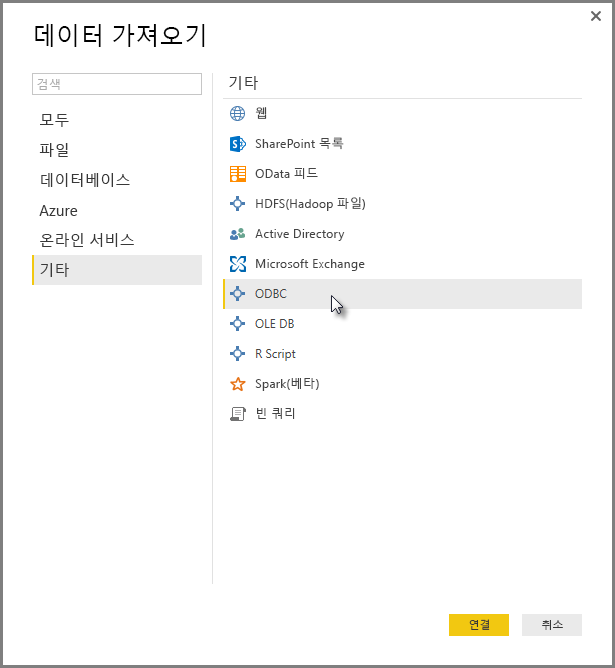 데이터 가져오기
검색
모두
파일
데이터베이스
Azure
온라인 서비스
기타
기타
웹
SharePoint 목록
OData 피드
HDFS(Hadoop 파일)
Active Directory
Microsoft Exchange
ODBC
OLE DB
R Script
Spark(베타)
빈 쿼리
연결
취소